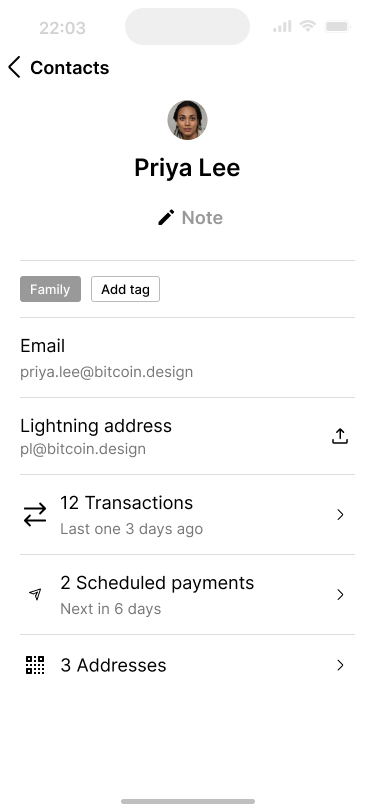 22:03
Contacts
Priya Lee
Note
Family
Add tag
Email
priya.lee@bitcoin.design
Lightning address
pl@bitcoin.design
12 Transactions
Last one 3 days ago
2 Scheduled payments
Next in 6 days
3 Addresses